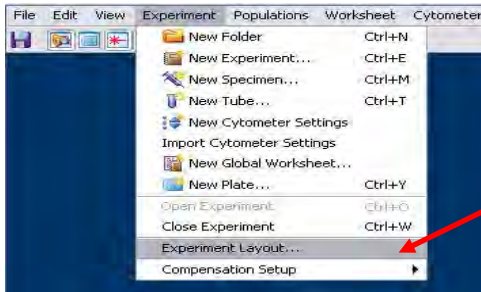 File Edit View Experiment Populations Worksheet Cytometer
New Folder Ctrl+N
New Experiment... Ctrl+E
New Specimen... Ctrl+M
New Tube... Ctrl+T
New Cytometer Settings
Import Cytometer Settings
New Global Worksheet...
New Plate... Ctrl+Y
Open Experiment Ctrl+O
Close Experiment Ctrl+W
Experiment Layout...
Compensation Setup